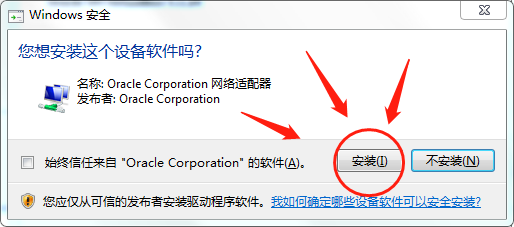 Windows 安全
您想安装这个设备软件吗?
名称: Oracle Corporation 网络适配器
发布者: Oracle Corporation
始终信任来自 "Oracle Corporation" 的软件(A)。
安装(I)
不安装(N)
您应仅从可信的发布者安装驱动程序软件。我如何确定哪些设备软件可以安全安装?